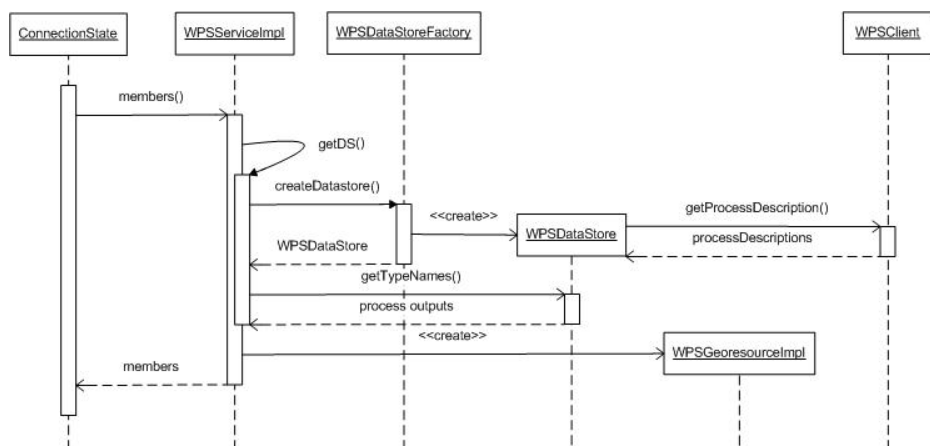 ConnectionState
WPSServiceImpl
WPSDataStoreFactory
WPSClient
members()
getDS()
createDatastore()
<<create>>
getProcessDescription()
WPSDataStore
WPSDataStore
processDescriptions
getTypeNames()
process outputs
<<create>>
WPSGeoresourceImpl
members